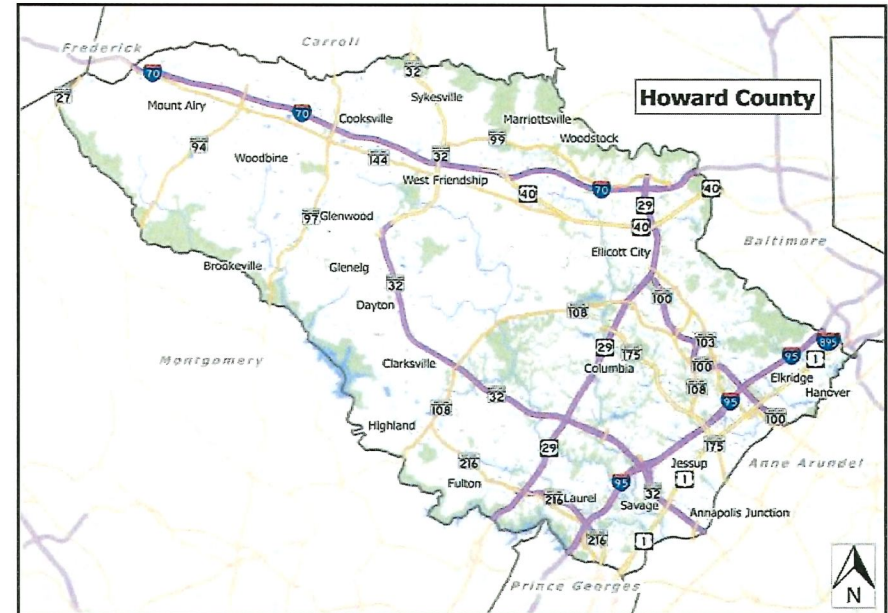 Frederick
Carroll
32
70
27
Mount Airy
Sykesville
Howard County
70
Cooksville
Marriottsville
94
99
Woodstock
Woodbine
144
32
West Friendship
70
40
40
29
97
Glenwood
40
Baltimore
Ellicott City
Brookeville
Glenelg
32
100
Dayton
108
103
895
29
175
95
1
Montgomery
Clarksville
100
Columbia
Elkridge
108
32
95
Hanover
108
100
Highland
29
175
216
Jessup
Anne Arundel
Fulton
95
1
216
Laurel
32
Savage
Annapolis Junction
216
1
Prince Georges
N